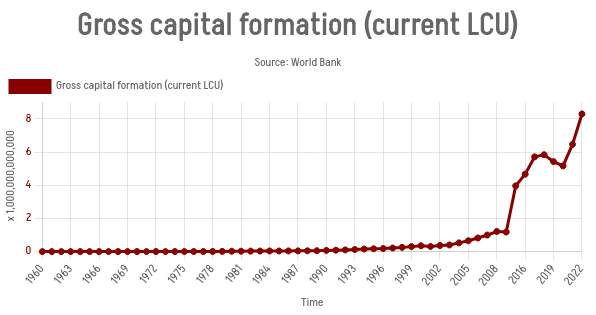 Gross capital formation (current LCU)
Source: World Bank
Gross capital formation (current LCU)
x 1,000,000,000,000
8
6
4
2
0
1960 1963 1966 1969 1972 1975 1978 1981 1984 1987 1990 1993 1996 1999 2002 2005 2008 2016 2019 2022
Time